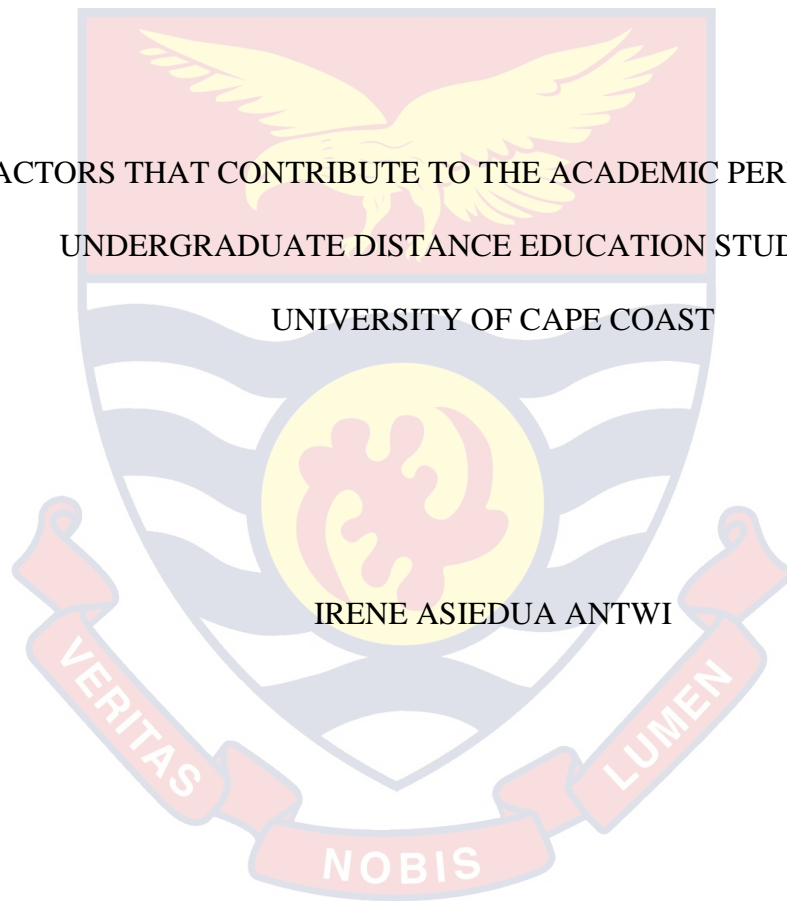 ACTORS THAT CONTRIBUTE TO THE ACADEMIC PER
UNDERGRADUATE DISTANCE EDUCATION STUD
UNIVERSITY OF CAPE COAST
IRENE ASIEDUA ANTWI
VERITAS
NOBIS
LUMEN